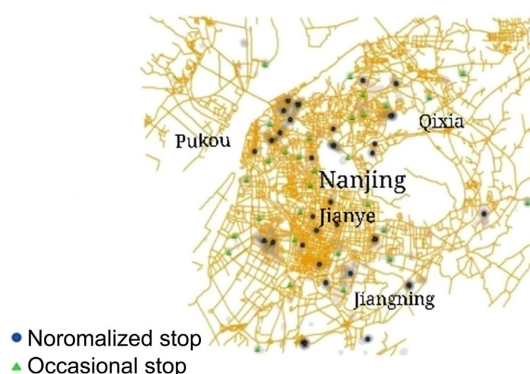 Qixia
Pukou
Nanjing
Jianye
Jiangning
Noromalized stop
Occasional stop